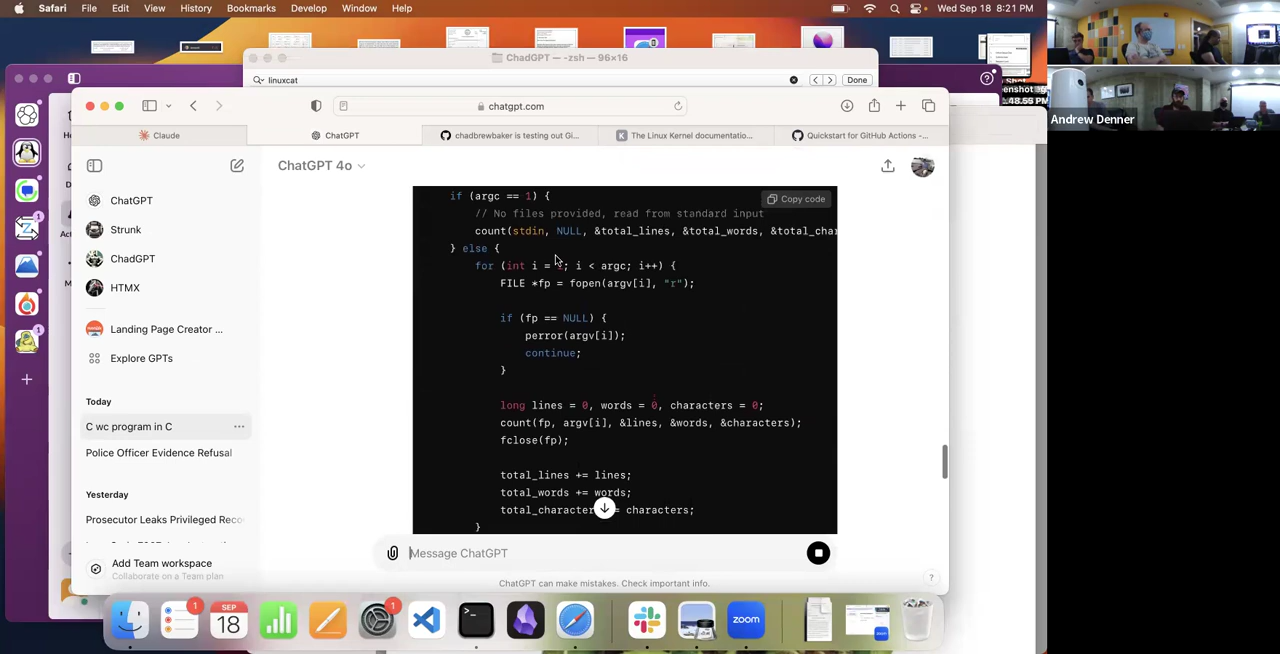 Safari File Edit View History Bookmarks Develop Window Help
Wed Sep 18 8:21 PM
ChadGPT — -zsh — 96×16
linuxcat
Done
chatgpt.com
Claude
ChatGPT
chadbrewbaker is testing out Gi...
The Linux Kernel documentatio...
Quickstart for GitHub Actions -...
Andrew Denner
ChatGPT 4o
ChatGPT
Strunk
ChadGPT
HTMX
Landing Page Creator ...
Explore GPTs
Today
C wc program in C
Police Officer Evidence Refusal
Yesterday
Prosecutor Leaks Privileged Reco
Add Team workspace
Collaborate on a Team plan
Copy code
if (argc == 1) {
// No files provided, read from standard input
count(stdin, NULL, &total_lines, &total_words, &total_char
} else {
for (int i = 1; i < argc; i++) {
FILE *fp = fopen(argv[i], "r");
if (fp == NULL) {
perror(argv[i]);
continue;
}
long lines = 0, words = 0, characters = 0;
count(fp, argv[i], &lines, &words, &characters);
fclose(fp);
total_lines += lines;
total_words += words;
total_character = characters;
}
Message ChatGPT
ChatGPT can make mistakes. Check important info.
?
1
SEP
18
1
zoom